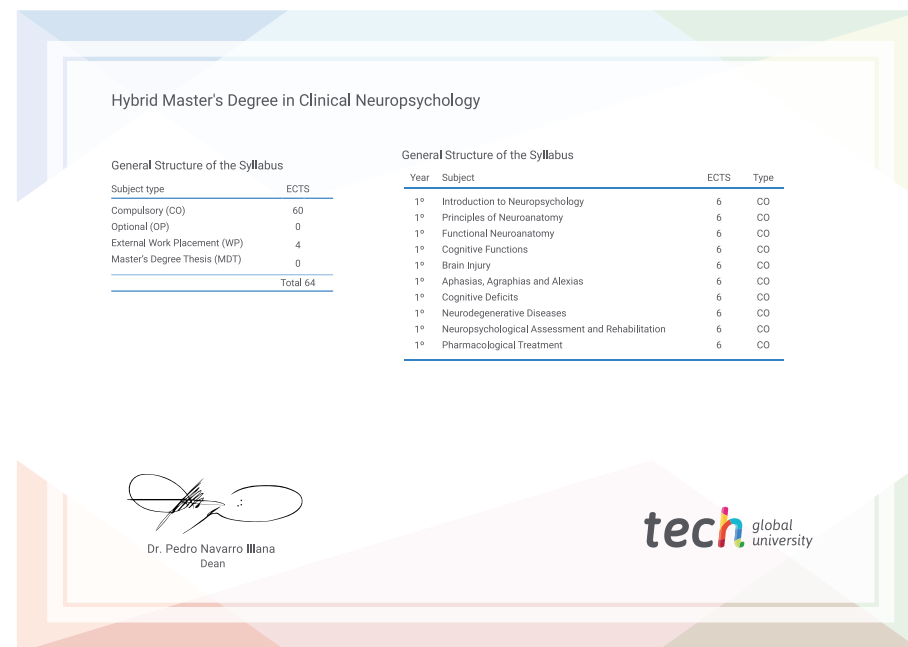 Hybrid Master's Degree in Clinical Neuropsychology
General Structure of the Syllabus
Subject type ECTS
Compulsory (CO) 60
Optional (OP) 0
External Work Placement (WP) 4
Master's Degree Thesis (MDT) 0
Total 64
General Structure of the Syllabus
Year Subject ECTS Type
1º Introduction to Neuropsychology 6 CO
1º Principles of Neuroanatomy 6 CO
1º Functional Neuroanatomy 6 CO
1º Cognitive Functions 6 CO
1º Brain Injury 6 CO
1º Aphasias, Agraphias and Alexias 6 CO
1º Cognitive Deficits 6 CO
1º Neurodegenerative Diseases 6 CO
1º Neuropsychological Assessment and Rehabilitation 6 CO
1º Pharmacological Treatment 6 CO
Dr. Pedro Navarro Illana
Dean
tech global
university